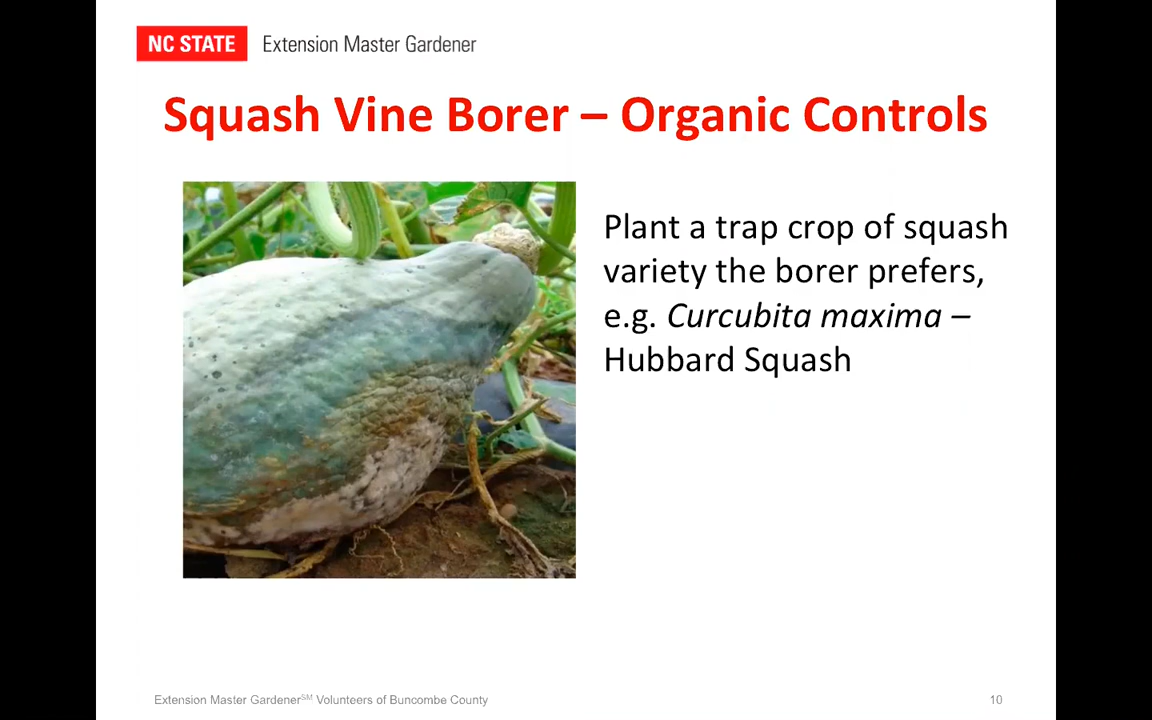 NC STATE Extension Master Gardener
Squash Vine Borer – Organic Controls
Plant a trap crop of squash
variety the borer prefers,
e.g. Curcubita maxima –
Hubbard Squash
Extension Master Gardener℠ Volunteers of Buncombe County
10